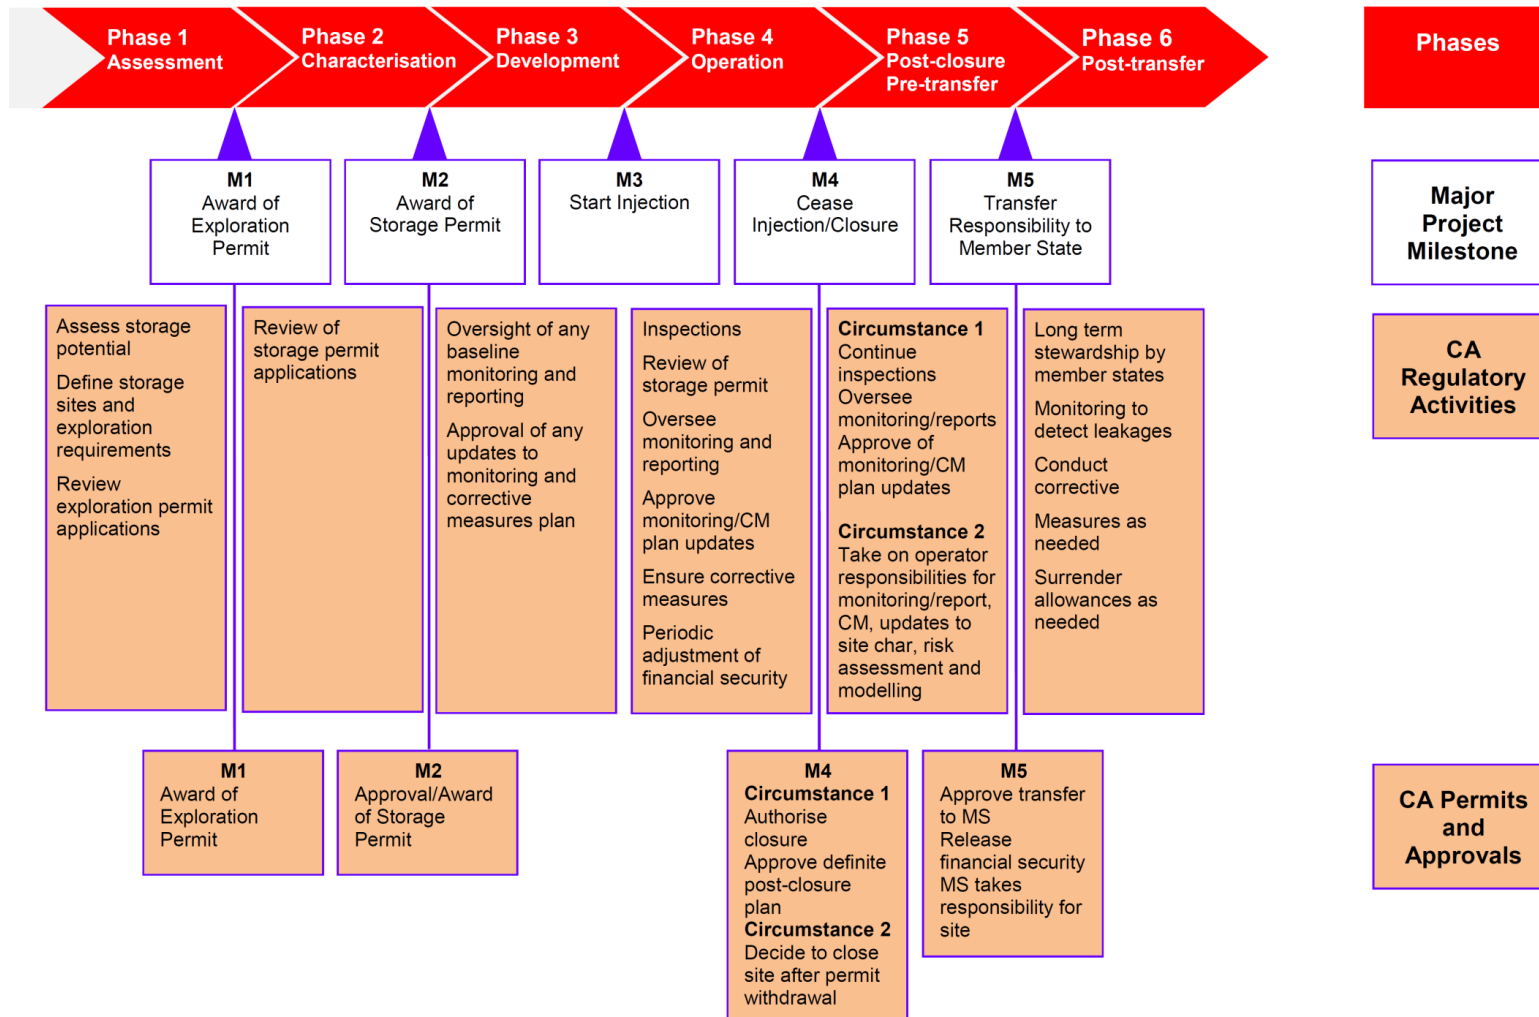 Phase 1
Assessment
Phase 2
Characterisation
Phase 3
Development
Phase 4
Operation
Phase 5
Post-closure
Pre-transfer
Phase 6
Post-transfer
Phases
M1
Award of
Exploration
Permit
M2
Award of
Storage Permit
M3
Start Injection
M4
Cease
Injection/Closure
M5
Transfer
Responsibility to
Member State
Major
Project
Milestone
Assess storage
potential
Define storage
sites and
exploration
requirements
Review
exploration permit
applications
Review of
storage permit
applications
Oversight of any
baseline
monitoring and
reporting
Approval of any
updates to
monitoring and
corrective
measures plan
Inspections
Review of
storage permit
Oversee
monitoring and
reporting
Approve
monitoring/CM
plan updates
Ensure corrective
measures
Periodic
adjustment of
financial security
Circumstance 1
Continue
inspections
Oversee
monitoring/reports
Approve of
monitoring/CM
plan updates
Circumstance 2
Take on operator
responsibilities for
monitoring/report,
CM, updates to
site char, risk
assessment and
modelling
Long term
stewardship by
member states
Monitoring to
detect leakages
Conduct
corrective
Measures as
needed
Surrender
allowances as
needed
CA
Regulatory
Activities
M1
Award of
Exploration
Permit
M2
Approval/Award
of Storage
Permit
M4
Circumstance 1
Authorise
closure
Approve definite
post-closure
plan
Circumstance 2
Decide to close
site after permit
withdrawal
M5
Approve transfer
to MS
Release
financial security
MS takes
responsibility for
site
CA Permits
and
Approvals